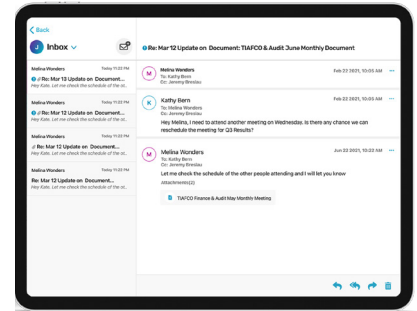 Back
J Inbox
Melina Wonders Today 11:23 PM
Re: Mar 13 Update on Document...
Hey Kate, Let me check the schedule of the ot..
Melina Wonders Today 11:23 PM
Re: Mar 12 Update on Document...
Hey Kate, Let me check the schedule of the ot..
Melina Wonders Today 11:23 PM
Re: Mar 12 Update on Document...
Hey Kate, Let me check the schedule of the ot..
Melina Wonders Today 11:23 PM
Re: Mar 12 Update on Document...
Hey Kate, Let me check the schedule of the ot..
Re: Mar 12 Update on Document: TIAFCO & Audit June Monthly Document
M Melina Wonders Feb 22 2021, 10:05 AM
To: Kathy Bern
Cc: Jeremy Breslau
K Kathy Bern Feb 22 2021, 10:05 AM
To: Melina Wonders
Cc: Jeremy Breslau
Hey Melina, I need to attend another meeting on Wednesday. Is there any chance we can
reschedule the meeting for Q3 Results?
M Melina Wonders Jun 22 2021, 10:22 AM
To: Kathy Bern
Cc: Jeremy Breslau
Let me check the schedule of the other people attending and I will let you know
Attachments(2)
TIAFCO Finance & Audit May Monthly Meeting